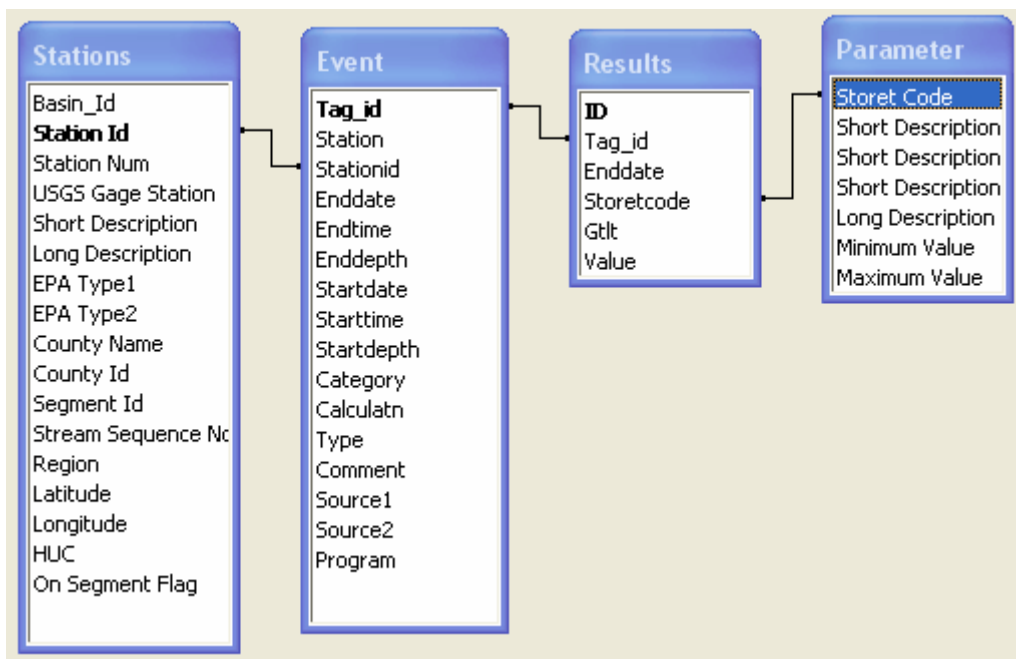 Stations
Basin_Id
Station Id
Station Num
USGS Gage Station
Short Description
Long Description
EPA Type1
EPA Type2
County Name
County Id
Segment Id
Stream Sequence Nc
Region
Latitude
Longitude
HUC
On Segment Flag
Event
Tag_id
Station
Stationid
Enddate
Endtime
Enddepth
Startdate
Starttime
Startdepth
Category
Calculatn
Type
Comment
Source1
Source2
Program
Results
ID
Tag_id
Enddate
Storetcode
Gtlt
Value
Parameter
Storet Code
Short Description
Short Description
Short Description
Long Description
Minimum Value
Maximum Value